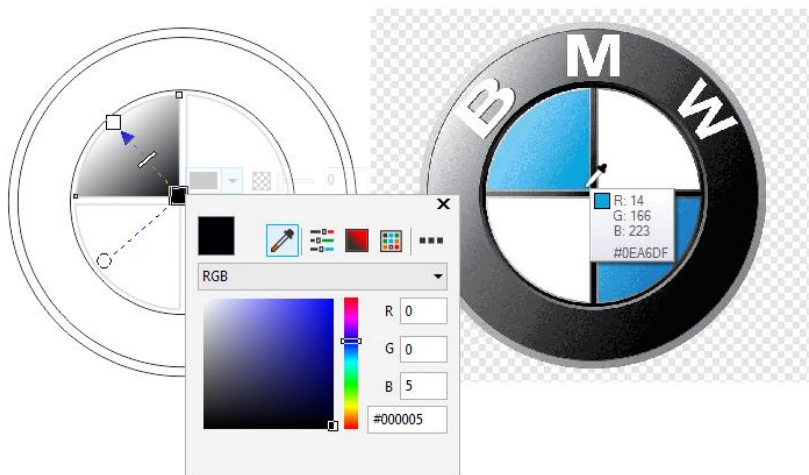 B M W
0
R: 14
G: 166
B: 223
#0EA6DF
RGB
R 0
G 0
B 5
#000005